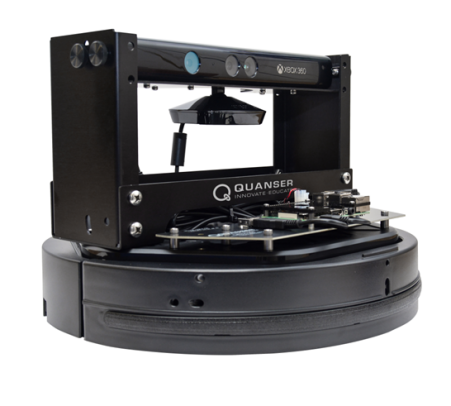 XBOX 360
QUANSER
INNOVATE EDUCATE